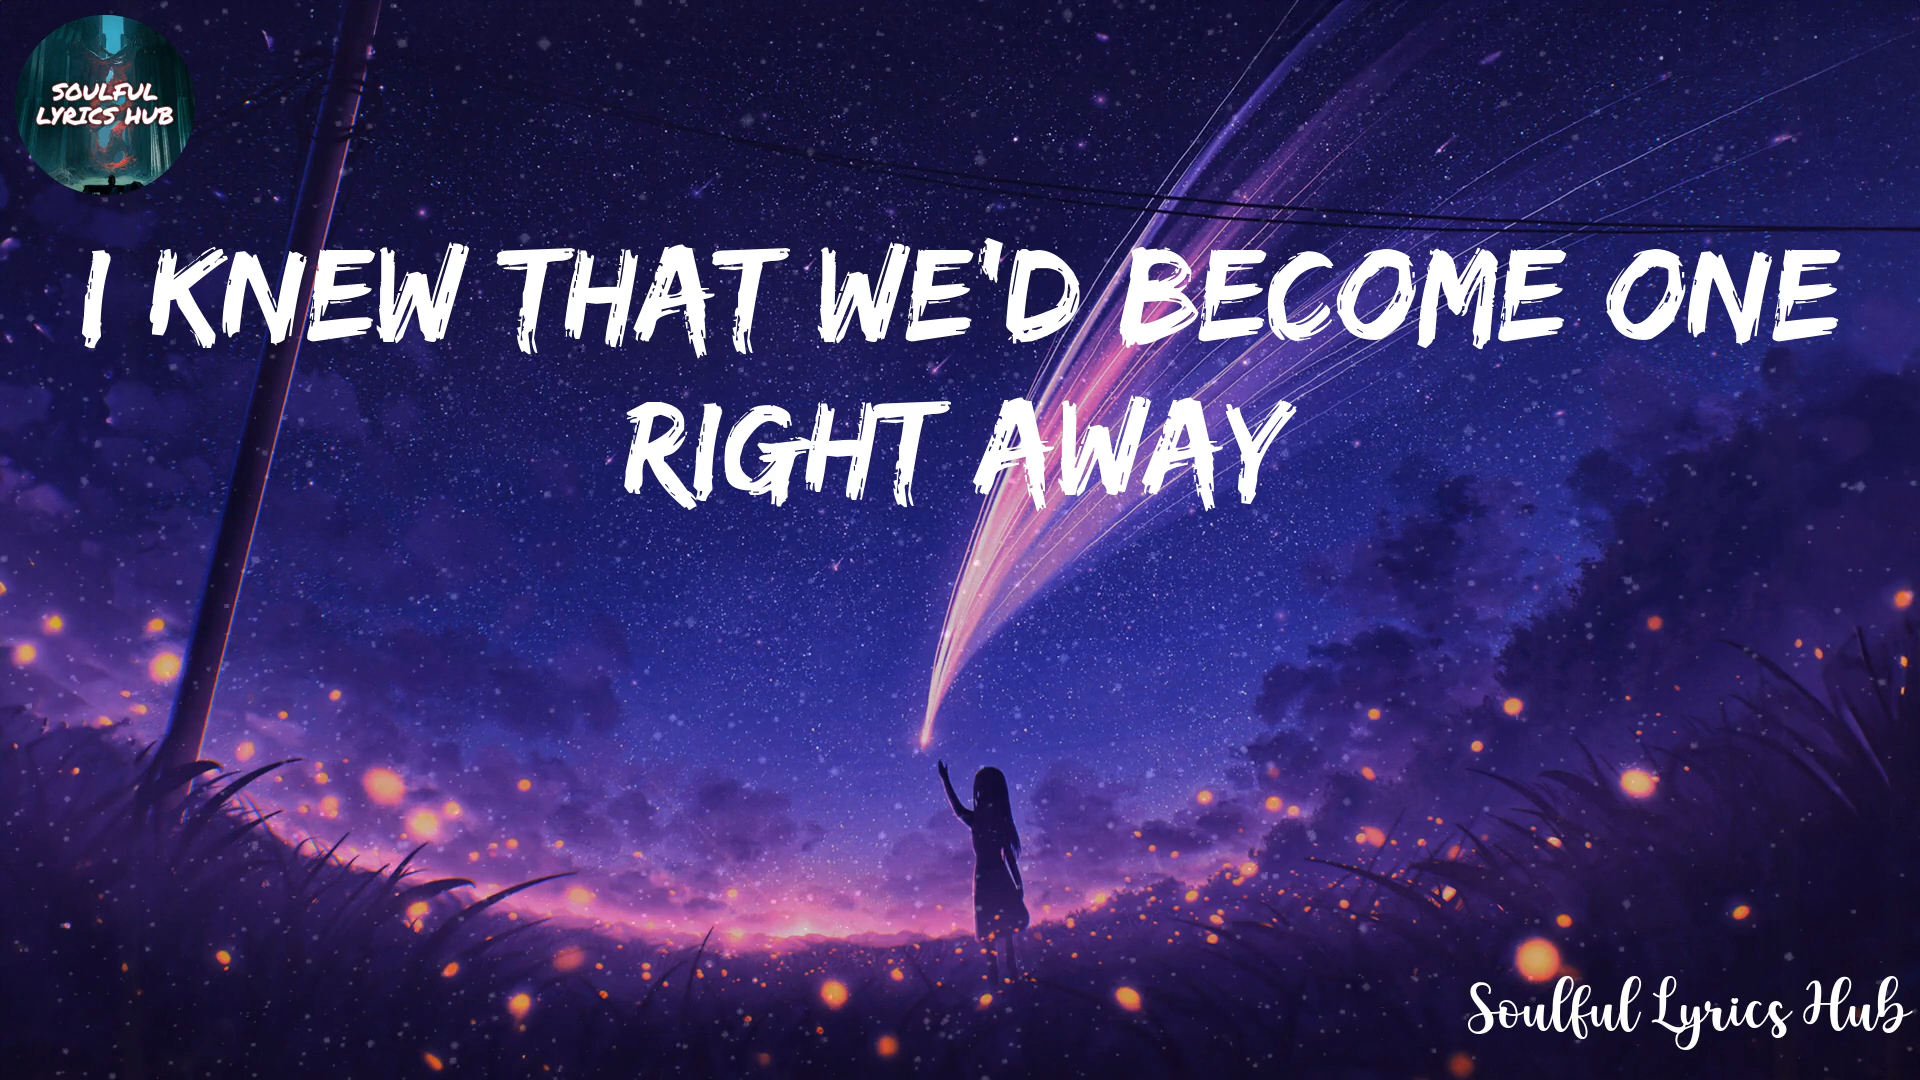 SOULFUL
LYRICS HUB
I KNEW THAT WE'D BECOME ONE
RIGHT AWAY
Soulful Lyrics Hub